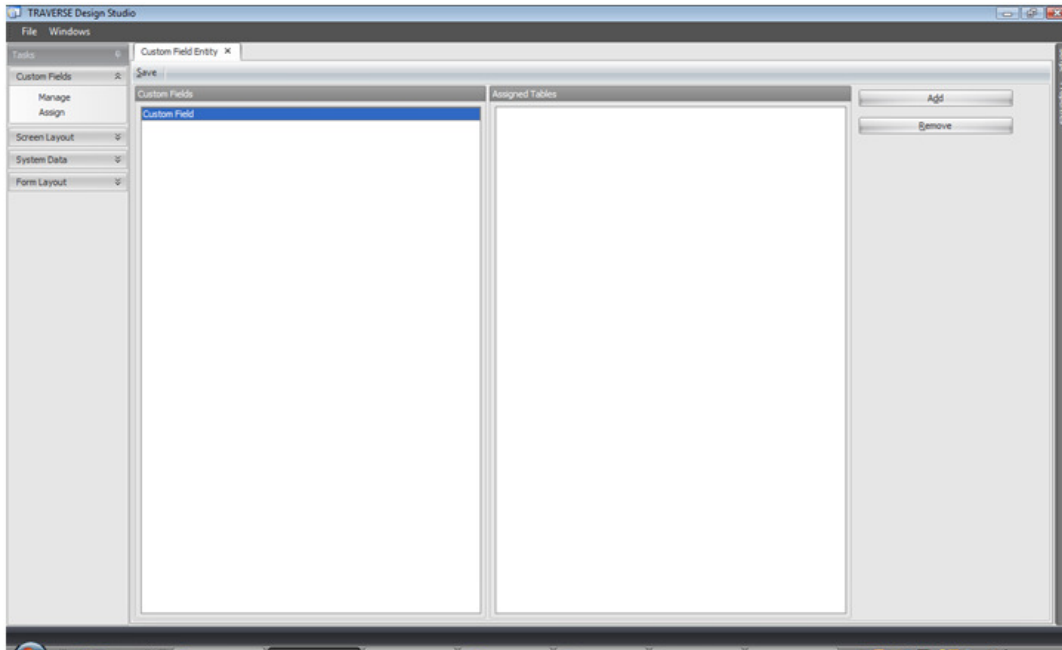 TRAVERSE Design Studio
File Windows
Tasks
Custom Field Entity
Custom Fields
Save
Manage
Assign
Screen Layout
System Data
Form Layout
Custom Fields
Custom Field
Assigned Tables
Add
Remove